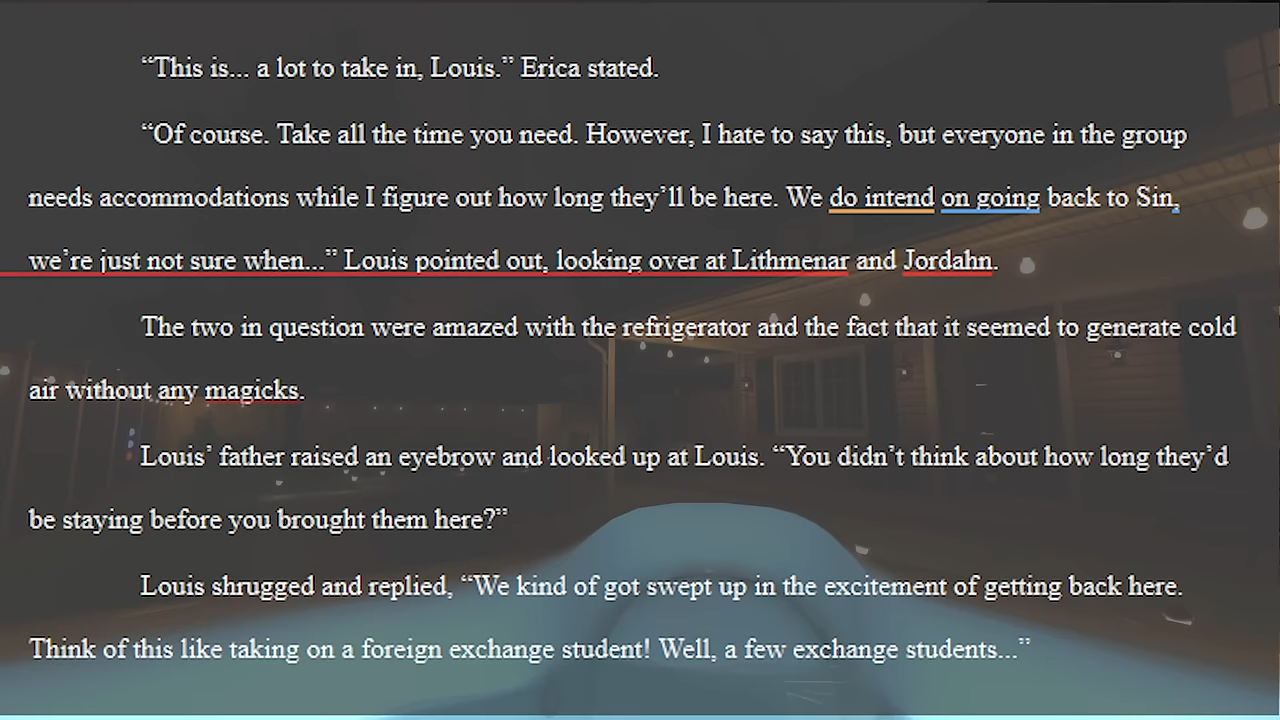 “This is... a lot to take in, Louis.” Erica stated.
“Of course. Take all the time you need. However, I hate to say this, but everyone in the group
needs accommodations while I figure out how long they’ll be here. We do intend on going back to Sin,
we’re just not sure when...” Louis pointed out, looking over at Lithmenar and Jordahn.
The two in question were amazed with the refrigerator and the fact that it seemed to generate cold
air without any magicks.
Louis’ father raised an eyebrow and looked up at Louis. “You didn’t think about how long they’d
be staying before you brought them here?”
Louis shrugged and replied, “We kind of got swept up in the excitement of getting back here.
Think of this like taking on a foreign exchange student! Well, a few exchange students...”